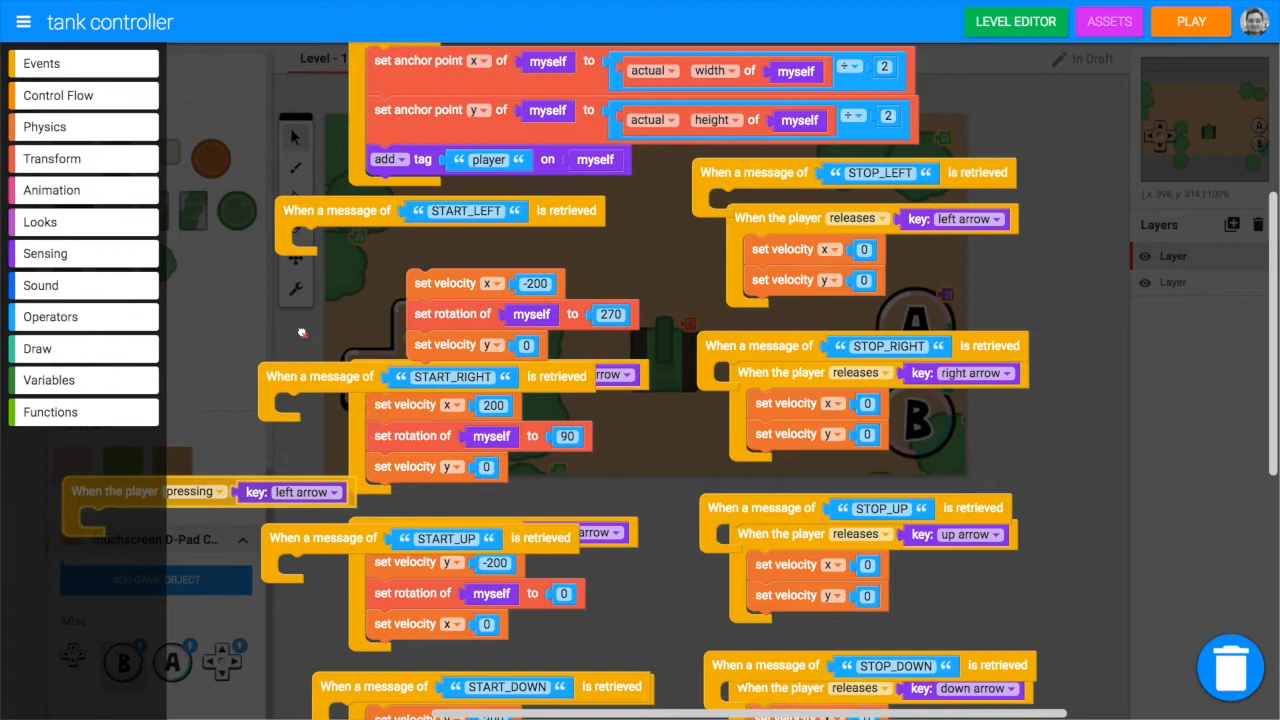 tank controller
LEVEL EDITOR
ASSETS
PLAY
Events
Control Flow
Physics
Transform
Animation
Looks
Sensing
Sound
Operators
Draw
Variables
Functions
Level - 1
In Draft
set anchor point x of myself to actual width of myself ÷ 2
set anchor point y of myself to actual height of myself ÷ 2
add tag “ player “ on myself
When a message of “ START_LEFT “ is retrieved
set velocity x -200
set rotation of myself to 270
set velocity y 0
When a message of “ START_RIGHT “ is retrieved
set velocity x 200
set rotation of myself to 90
set velocity y 0
When the player pressing key: left arrow
When a message of “ START_UP “ is retrieved
set velocity y -200
set rotation of myself to 0
set velocity x 0
When a message of “ START_DOWN “ is retrieved
When a message of “ STOP_LEFT “ is retrieved
When the player releases key: left arrow
set velocity x 0
set velocity y 0
When a message of “ STOP_RIGHT “ is retrieved
When the player releases key: right arrow
set velocity x 0
set velocity y 0
When a message of “ STOP_UP “ is retrieved
When the player releases key: up arrow
set velocity x 0
set velocity y 0
When a message of “ STOP_DOWN “ is retrieved
When the player releases key: down arrow
A
B
x: 898, y: 314 | 100%
Layers
Layer
Layer
ADD GAME OBJECT
Misc
B
A